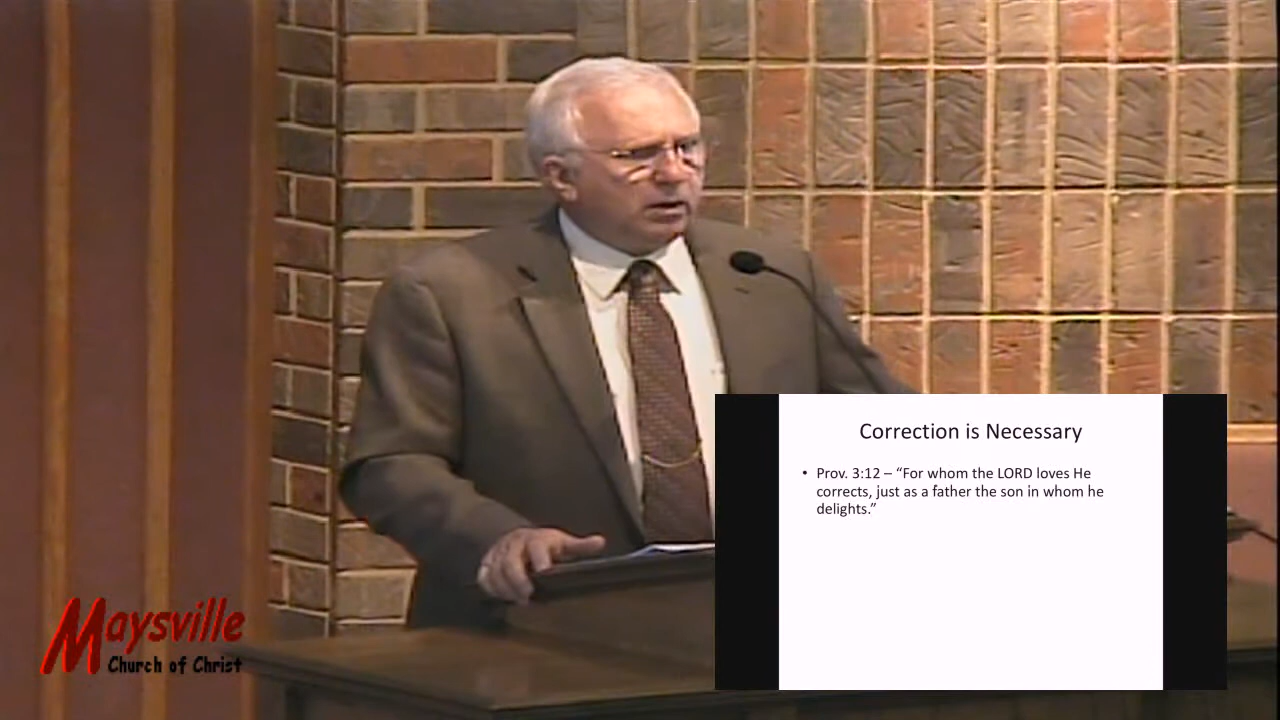 Correction is Necessary
• Prov. 3:12 – “For whom the LORD loves He
corrects, just as a father the son in whom he
delights.”
Maysville
Church of Christ